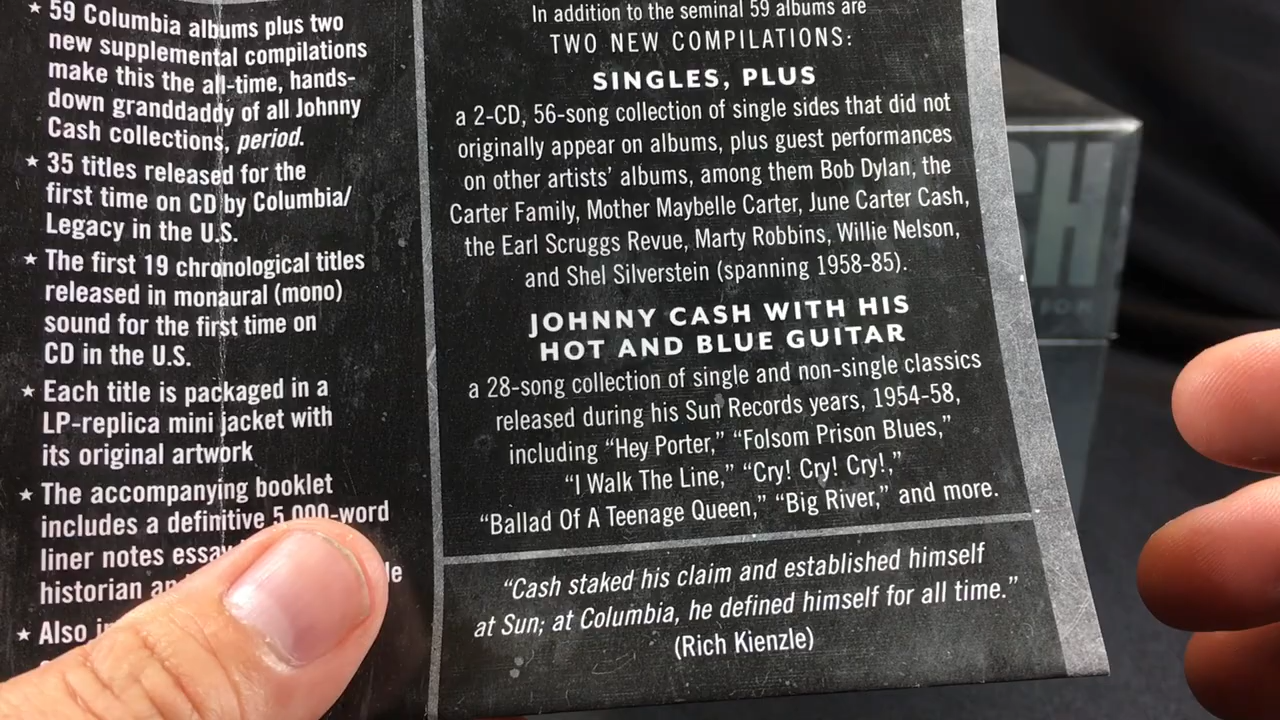 ★ 59 Columbia albums plus two
new supplemental compilations
make this the all-time, hands-
down granddaddy of all Johnny
Cash collections, period.
★ 35 titles released for the
first time on CD by Columbia/
Legacy in the U.S.
★ The first 19 chronological titles
released in monaural (mono)
sound for the first time on
CD in the U.S.
★ Each title is packaged in a
LP-replica mini jacket with
its original artwork
★ The accompanying booklet
includes a definitive 5,000-word
liner notes
historian
★ Also
In addition to the seminal 59 albums are
TWO NEW COMPILATIONS:
SINGLES, PLUS
a 2-CD, 56-song collection of single sides that did not
originally appear on albums, plus guest performances
on other artists' albums, among them Bob Dylan, the
Carter Family, Mother Maybelle Carter, June Carter Cash,
the Earl Scruggs Revue, Marty Robbins, Willie Nelson,
and Shel Silverstein (spanning 1958-85).
JOHNNY CASH WITH HIS
HOT AND BLUE GUITAR
a 28-song collection of single and non-single classics
released during his Sun Records years, 1954-58,
including “Hey Porter,” “Folsom Prison Blues,”
“I Walk The Line,” “Cry! Cry! Cry!,”
“Ballad Of A Teenage Queen,” “Big River,” and more.
“Cash staked his claim and established himself
at Sun; at Columbia, he defined himself for all time.”
(Rich Kienzle)